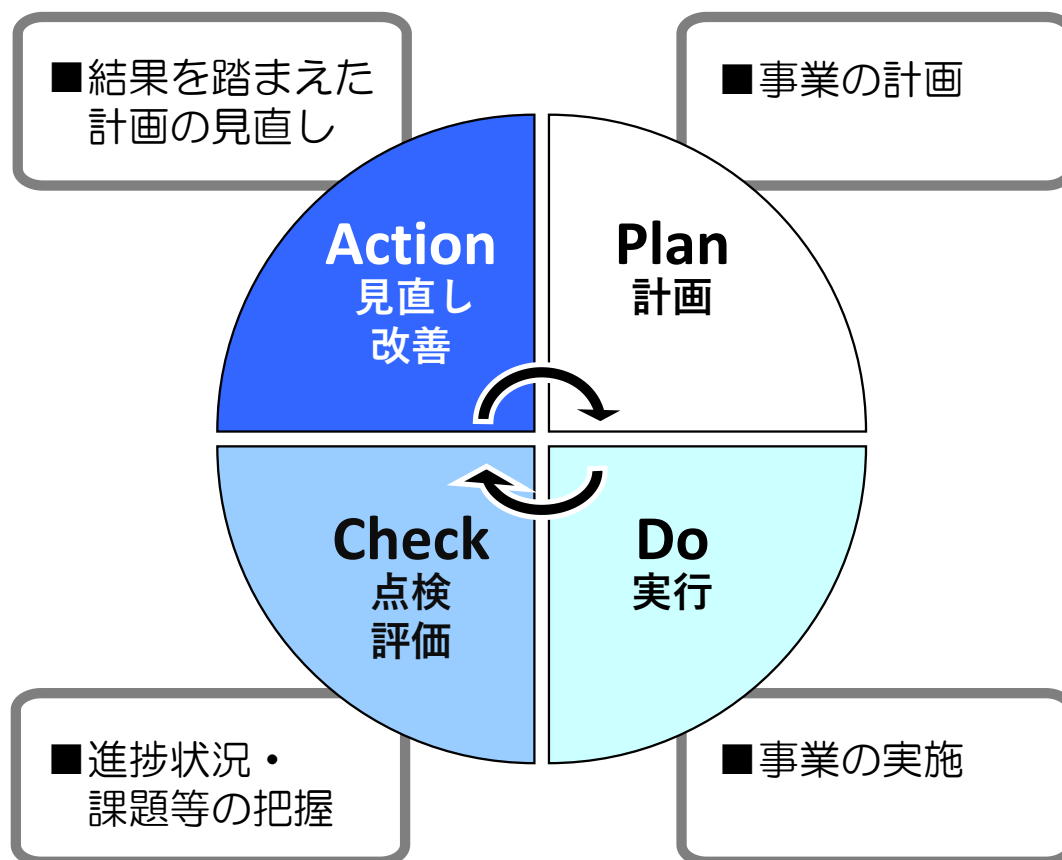 ■結果を踏まえた
計画の見直し
■事業の計画
Action
見直し
改善
Plan
計画
Check
点検
評価
Do
実行
■進捗状況・
課題等の把握
■事業の実施